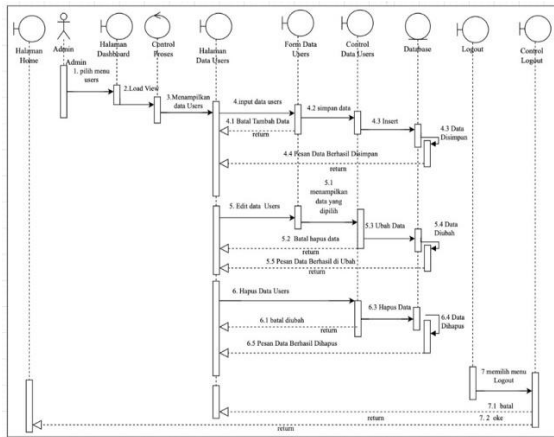 Halaman
Home
Admin
Halaman
Dashbboard
Control
Proses
Halaman
Data Users
Form Data
Users
Control
Data Users
Database
Logout
Control
Logout
Admin
1. pilih menu
users
2.Load View
3.Menampilkan
data Users
4.input data users
4.2 simpan data
4.1 Batal Tambah Data
return
4.3 Insert
4.3 Data
Disimpan
4.4 Pesan Data Berhasil Disimpan
return
5.1
menampilkan
data yang
dipilih
5. Edit data Users
5.3 Ubah Data
5.4 Data
Diubah
5.2 Batal hapus data
return
5.5 Pesan Data Berhasil di Ubah
return
6. Hapus Data Users
6.3 Hapus Data
6.4 Data
Dihapus
6.1 batal diubah
return
6.5 Pesan Data Berhasil Dihapus
7 memilih menu
Logout
7.1 batal
return
7. 2 oke
return